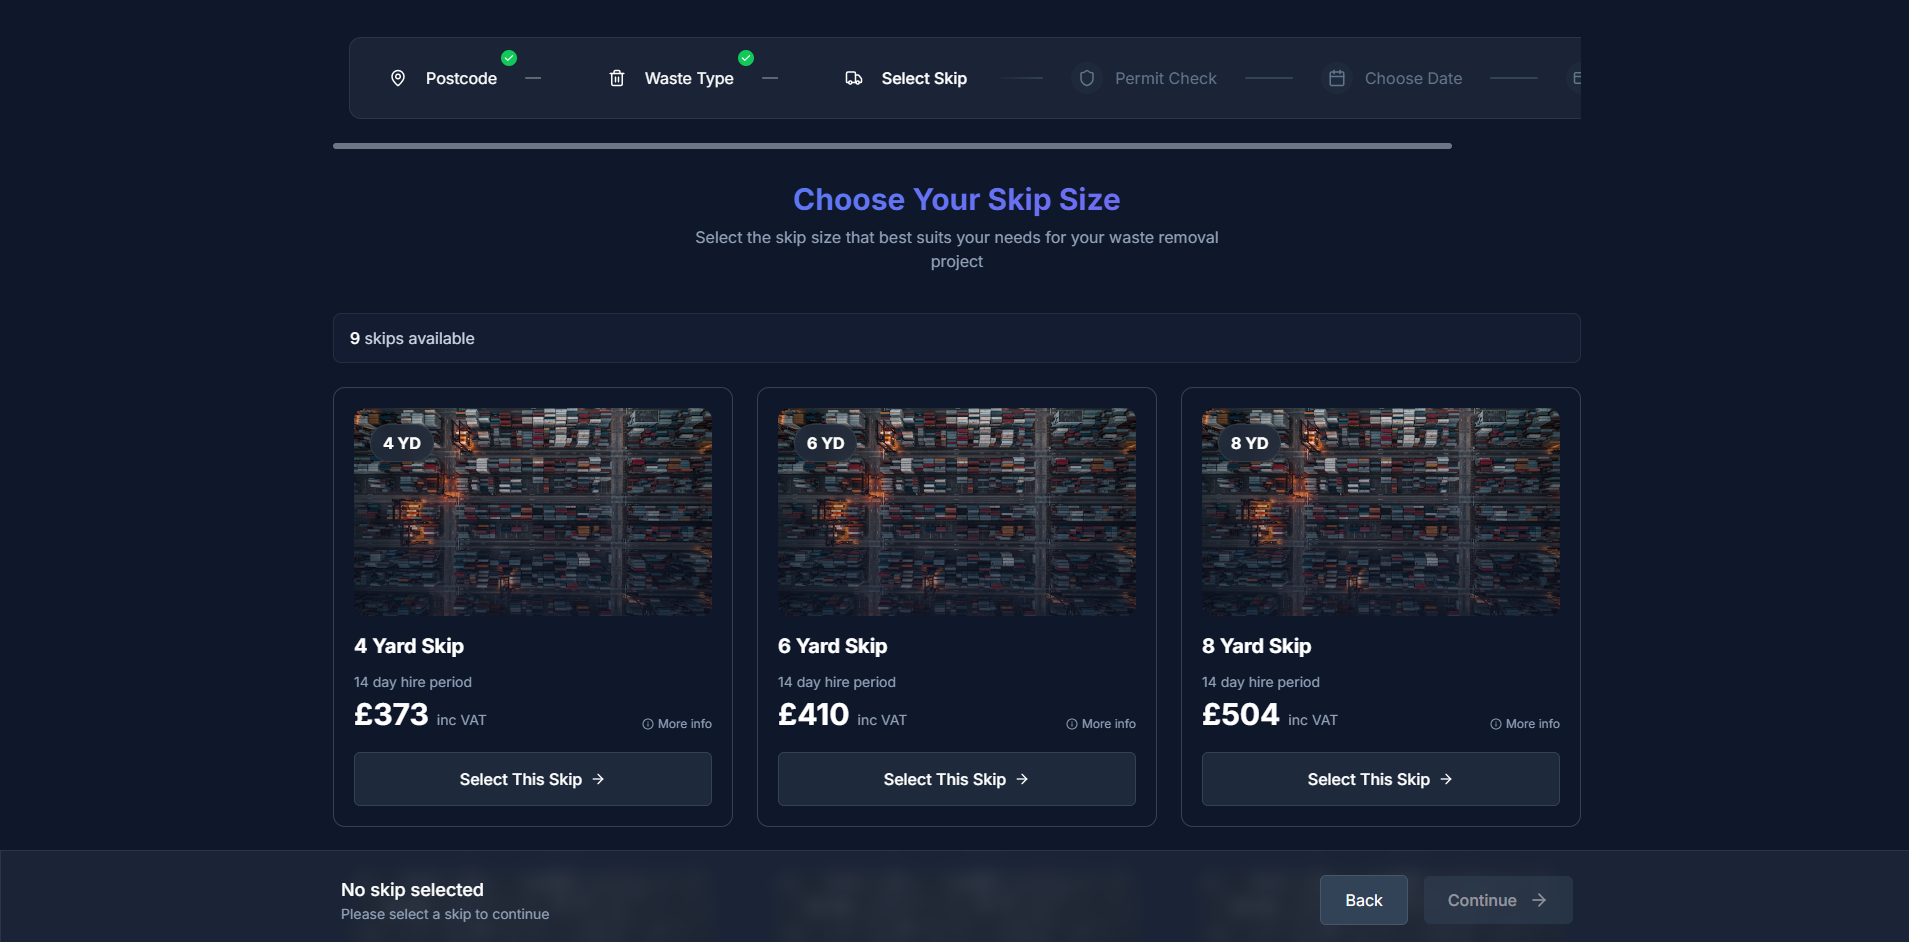 Postcode
Waste Type
Select Skip
Permit Check
Choose Date
Choose Your Skip Size
Select the skip size that best suits your needs for your waste removal
project
9 skips available
4 YD
4 Yard Skip
14 day hire period
£373 inc VAT
More info
Select This Skip →
6 YD
6 Yard Skip
14 day hire period
£410 inc VAT
More info
Select This Skip →
8 YD
8 Yard Skip
14 day hire period
£504 inc VAT
More info
Select This Skip →
No skip selected
Please select a skip to continue
Back
Continue →